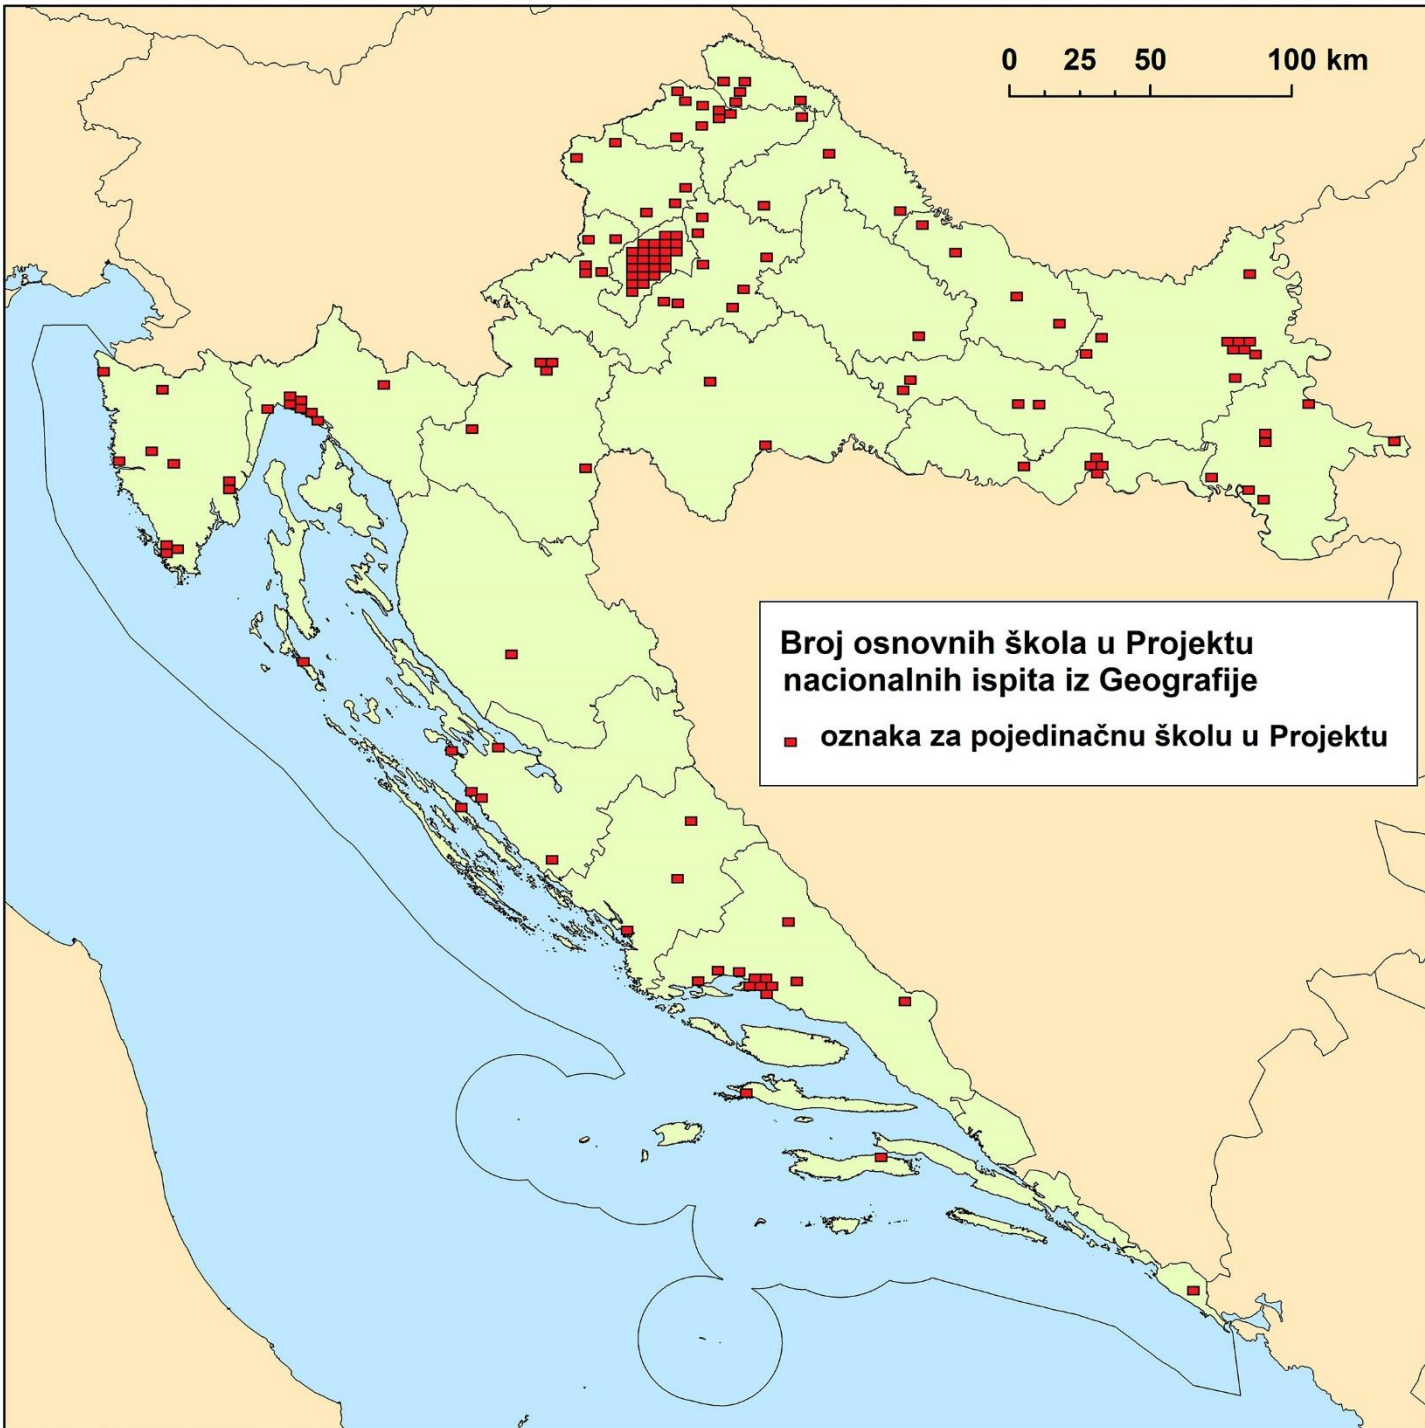 0 25 50 100 km
Broj osnovnih škola u Projektu
nacionalnih ispita iz Geografije
oznaka za pojedinačnu školu u Projektu